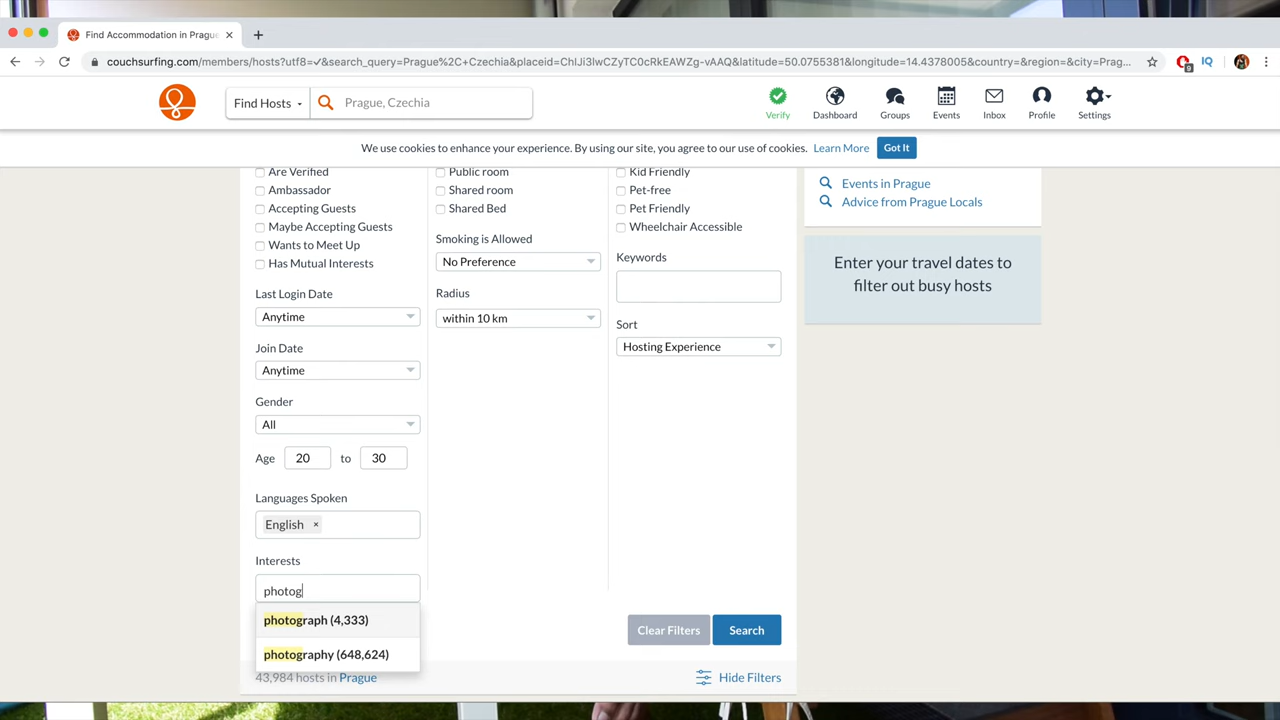 Find Accommodation in Prague
couchsurfing.com/members/hosts?utf8=✓&search_query=Prague%2C+Czechia&placeid=ChIJi3lwCZyTC0cRkEAWZg-vAAQ&latitude=50.0755381&longitude=14.4378005&country=&region=&city=Prag...
9
IQ
Find Hosts
Prague, Czechia
Verify
Dashboard
Groups
Events
Inbox
Profile
Settings
We use cookies to enhance your experience. By using our site, you agree to our use of cookies. Learn More Got It
Are Verified
Ambassador
Accepting Guests
Maybe Accepting Guests
Wants to Meet Up
Has Mutual Interests
Last Login Date
Anytime
Join Date
Anytime
Gender
All
Age 20 to 30
Languages Spoken
English ×
Interests
photog
photograph (4,333)
photography (648,624)
43,984 hosts in Prague
Public room
Shared room
Shared Bed
Smoking is Allowed
No Preference
Radius
within 10 km
Kid Friendly
Pet-free
Pet Friendly
Wheelchair Accessible
Keywords
Sort
Hosting Experience
Clear Filters
Search
Hide Filters
Events in Prague
Advice from Prague Locals
Enter your travel dates to
filter out busy hosts